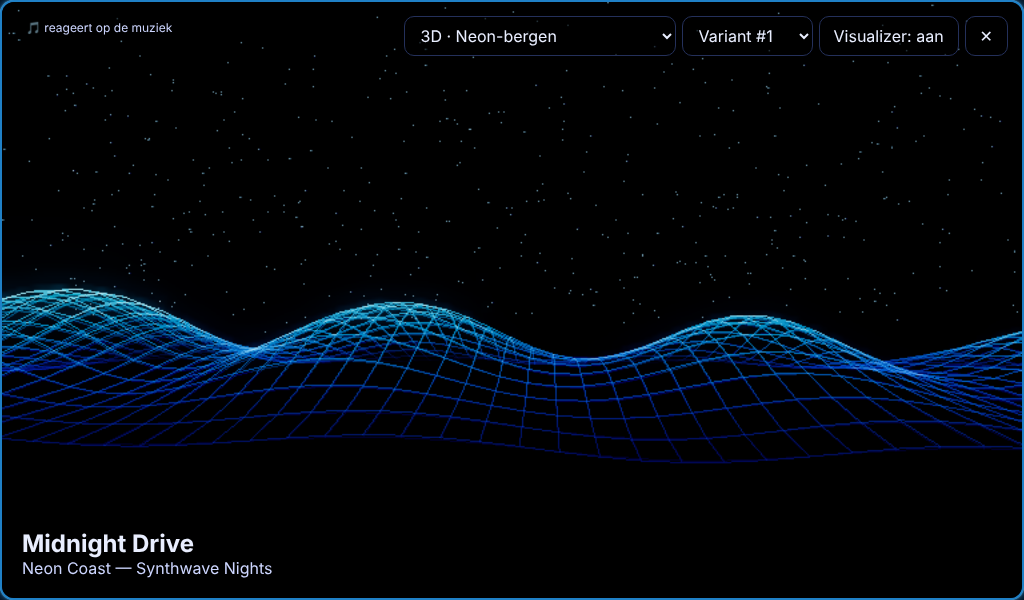 🎵 reageert op de muziek
3D · Neon-bergen
Variant #1
Visualizer: aan
✕
Midnight Drive
Neon Coast — Synthwave Nights